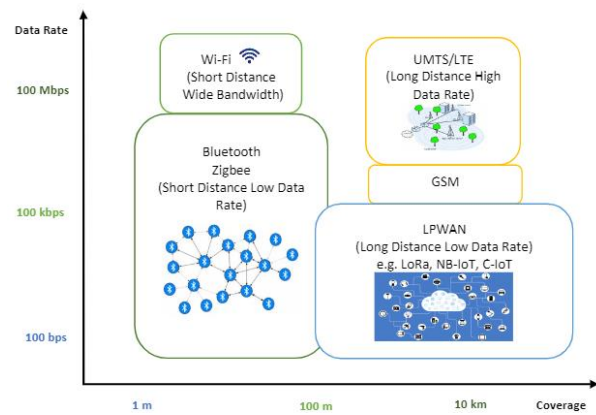 Data Rate
Wi-Fi
(Short Distance
Wide Bandwidth)
UMTS/LTE
(Long Distance High
Data Rate)
100 Mbps
Bluetooth
Zigbee
(Short Distance Low Data
Rate)
GSM
100 kbps
LPWAN
(Long Distance Low Data Rate)
e.g. LoRa, NB-IoT, C-IoT
100 bps
1 m
100 m
10 km
Coverage